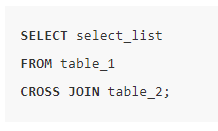 SELECT select_list
FROM table_1
CROSS JOIN table_2;